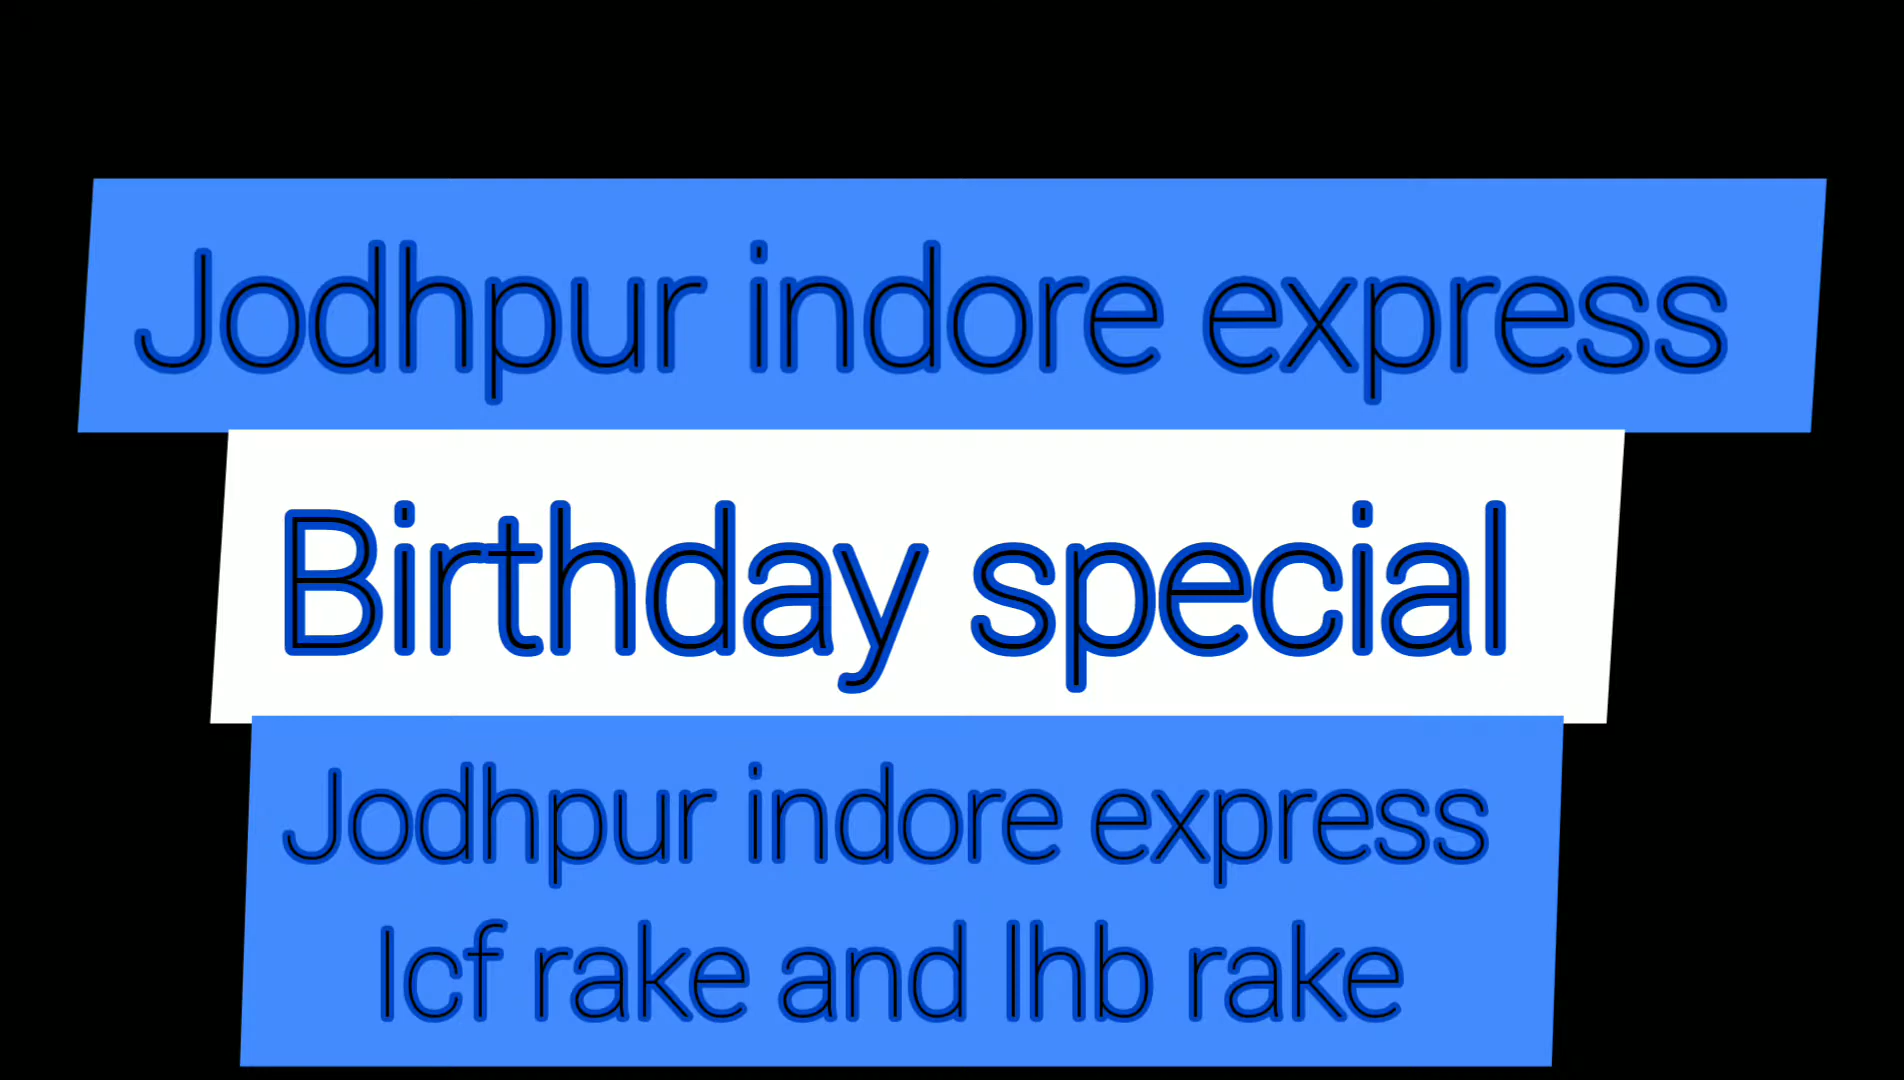 Jodhpur indore express
Birthday special
Jodhpur indore express
Icf rake and lhb rake